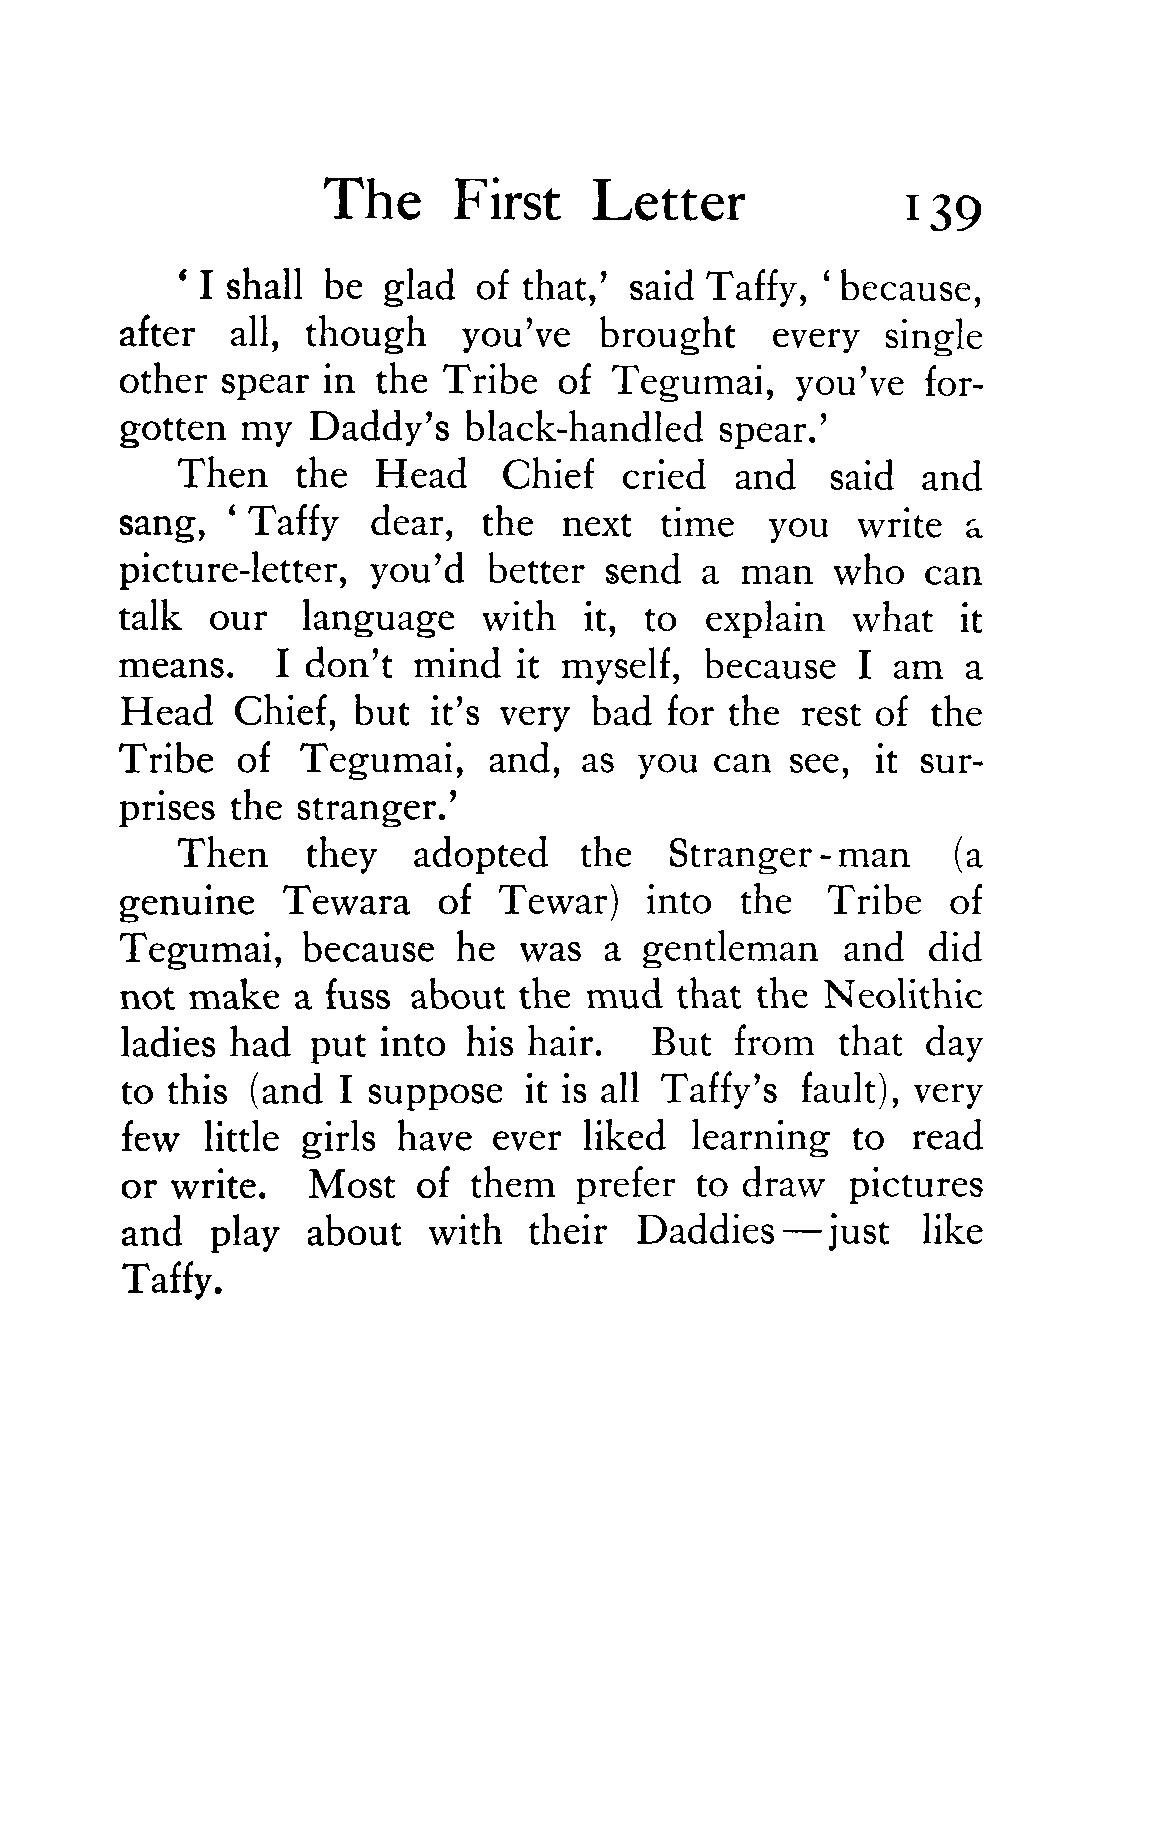 The First Letter 139
‘ I shall be glad of that,’ said Taffy, ‘ because,
after all, though you’ve brought every single
other spear in the Tribe of Tegumai, you’ve for-
gotten my Daddy’s black-handled spear.’
Then the Head Chief cried and said and
sang, ‘ Taffy dear, the next time you write a
picture-letter, you’d better send a man who can
talk our language with it, to explain what it
means. I don’t mind it myself, because I am a
Head Chief, but it’s very bad for the rest of the
Tribe of Tegumai, and, as you can see, it sur-
prises the stranger.’
Then they adopted the Stranger-man (a
genuine Tewara of Tewar) into the Tribe of
Tegumai, because he was a gentleman and did
not make a fuss about the mud that the Neolithic
ladies had put into his hair. But from that day
to this (and I suppose it is all Taffy’s fault), very
few little girls have ever liked learning to read
or write. Most of them prefer to draw pictures
and play about with their Daddies—just like
Taffy.